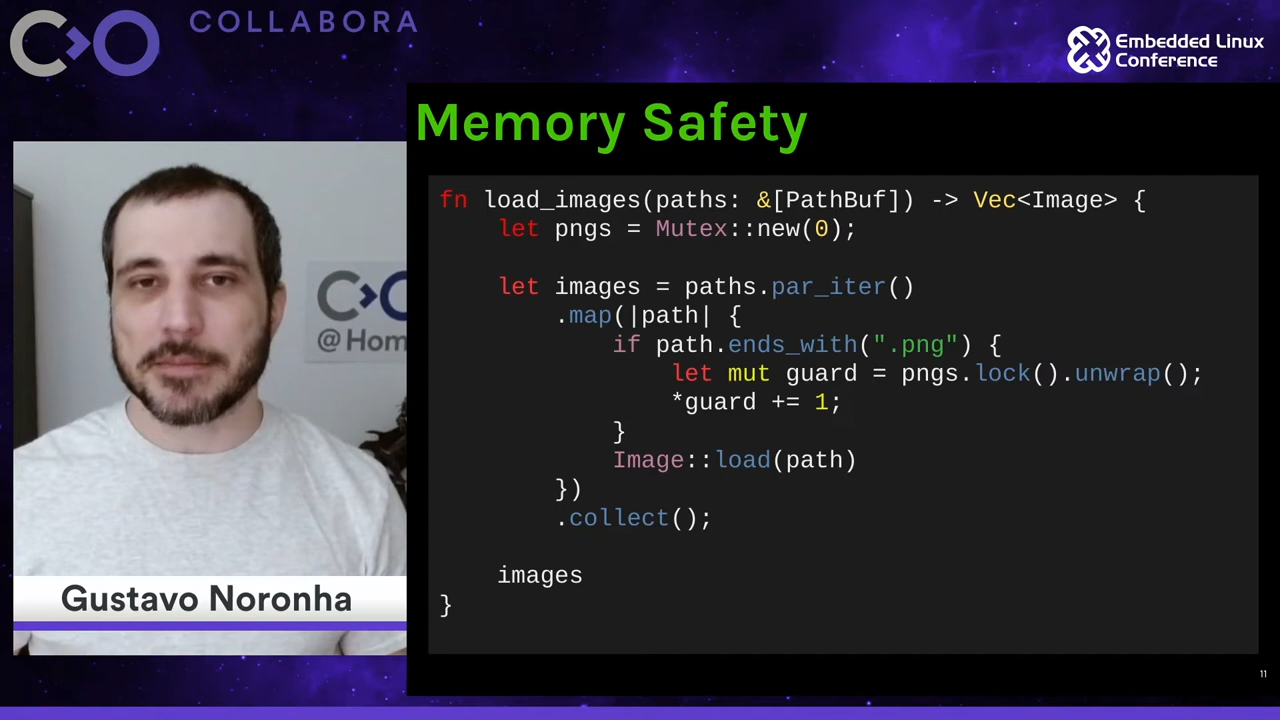 COLLABORA
Embedded Linux
Conference
Memory Safety
fn load_images(paths: &[PathBuf]) -> Vec<Image> {
    let pngs = Mutex::new(0);
    let images = paths.par_iter()
        .map(|path| {
            if path.ends_with(".png") {
                let mut guard = pngs.lock().unwrap();
                *guard += 1;
            }
            Image::load(path)
        })
        .collect();
    images
}
@Hom
Gustavo Noronha
11